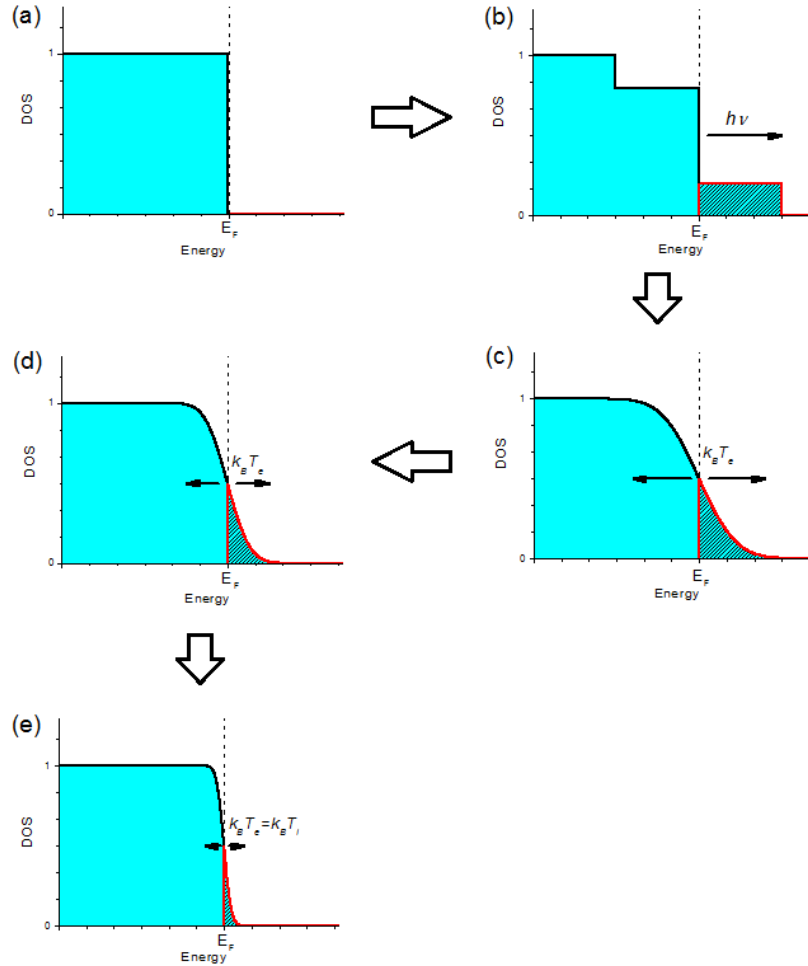 (a)
DOS
1
0
E_F
Energy
(b)
DOS
1
0
hν
E_F
Energy
(d)
DOS
1
0
k_BT_e
E_F
Energy
(c)
DOS
1
0
k_BT_e
E_F
Energy
(e)
DOS
1
0
k_BT_e=k_BT_l
E_F
Energy